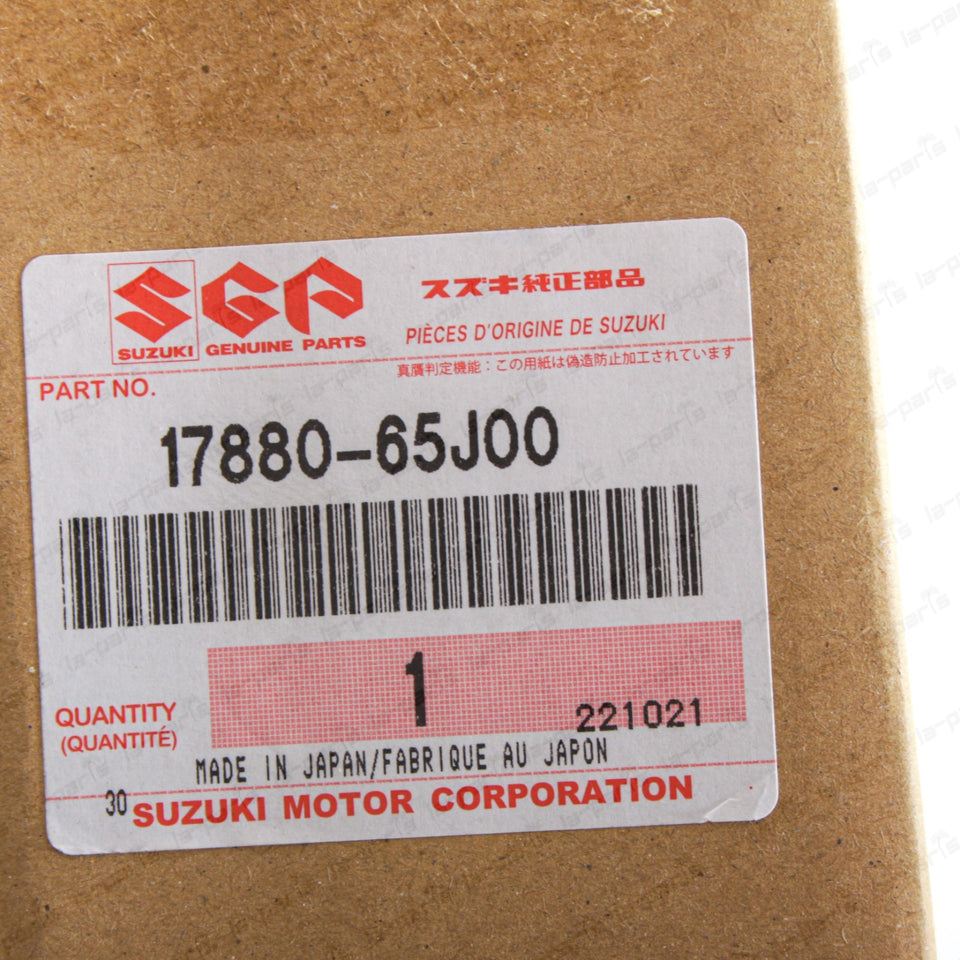 SGP
SUZUKI GENUINE PARTS
スズキ純正部品
PIÈCES D'ORIGINE DE SUZUKI
真贋判定機能：この用紙は偽造防止加工されています
PART NO.
17880-65J00
1
QUANTITY
(QUANTITÉ)
221021
MADE IN JAPAN/FABRIQUE AU JAPON
30
SUZUKI MOTOR CORPORATION
la-parts